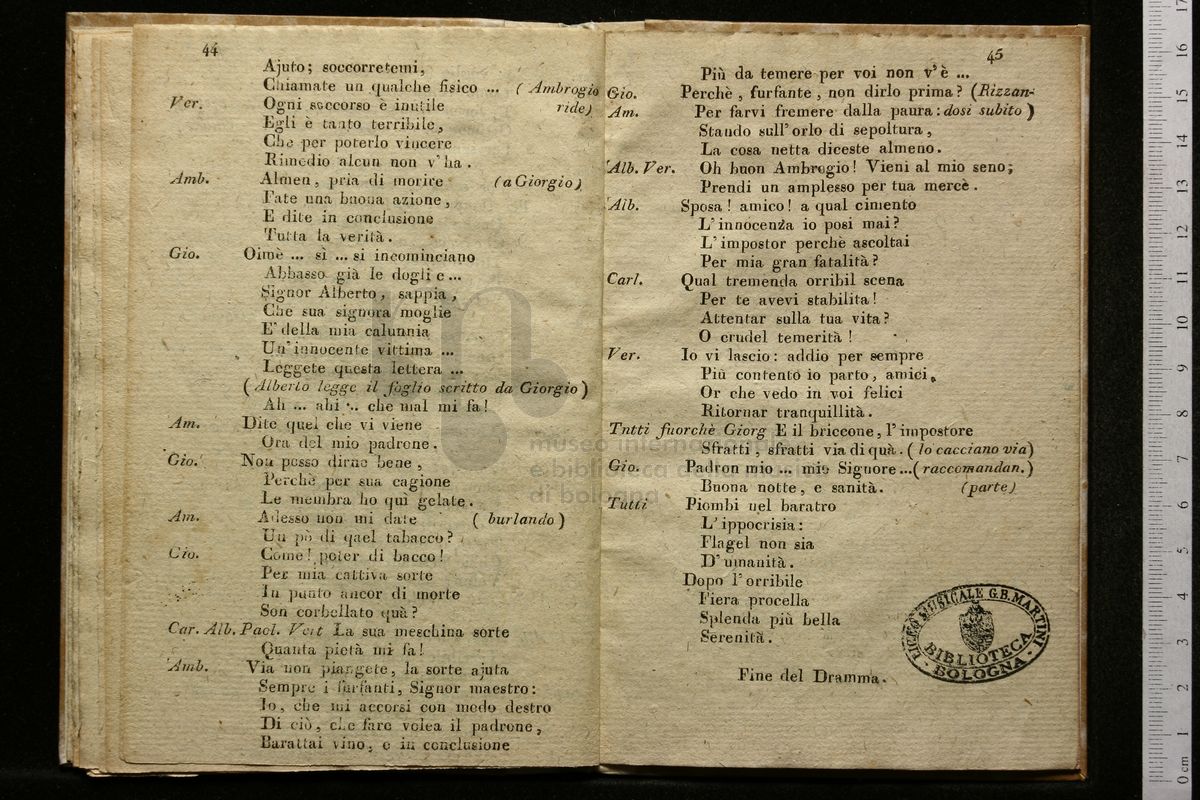 44
Ajuto; soccorretemi,
Chiamate un qualche fisico ... (Ambrogio
Ver. Ogni soccorso è inutile ride)
Egli è tanto terribile,
Che per poterlo vincere
Rimedio alcun non v'ha.
Amb. Almen, pria di morire (a Giorgio)
Fate una buona azione,
E dite in conclusione
Tutta la verità.
Gio. Oimè ... sì ... si incominciano
Abbasso già le doglie ...
Signor Alberto, sappia,
Che sua signora moglie
E' della mia calunnia
Un' innocente vittima ...
Leggete questa lettera ...
(Alberto legge il foglio scritto da Giorgio)
Ah ... ahi ... che mal mi fa!
Am. Dite quel che vi viene
Ora del mio padrone.
Gio. Non posso dirne bene,
Perchè per sua cagione
Le membra ho quì gelate.
Am. Adesso non mi date (burlando)
Un pò di quel tabacco?
Gio. Come! poter di bacco!
Per mia cattiva sorte
In punto ancor di morte
Son corbellato quà?
Car. Alb. Paol. Vert La sua meschina sorte
Quanta pietà mi fa!
Amb. Via non piangete, la sorte ajuta
Sempre i furfanti, Signor maestro:
Io, che mi accorsi con modo destro
Di ciò, che fare volea il padrone,
Barattai vino, e in conclusione
45
Più da temere per voi non v'è ...
Gio. Perchè, furfante, non dirlo prima? (Rizzan-
Am. Per farvi fremere dalla paura: dosi subito)
Stando sull' orlo di sepoltura,
La cosa netta diceste almeno.
Alb. Ver. Oh buon Ambrogio! Vieni al mio seno;
Prendi un amplesso per tua mercè.
Alb. Sposa! amico! a qual cimento
L' innocenza io posi mai?
L' impostor perchè ascoltai
Per mia gran fatalità?
Carl. Qual tremenda orribil scena
Per te avevi stabilita!
Attentar sulla tua vita?
O crudel temerità!
Ver. Io vi lascio: addio per sempre
Più contento io parto, amici,
Or che vedo in voi felici
Ritornar tranquillità.
Tntti fuorchè Giorg E il briccone, l' impostore
Sfratti, sfratti via di quà. (lo cacciano via)
Gio. Padron mio ... mio Signore ... (raccomandan.)
Buona notte, e sanità. (parte)
Tutti Piombi nel baratro
L' ippocrisia:
Flagel non sia
D' umanità.
Dopo l' orribile
Fiera procella
Splenda più bella
Serenità.
Fine del Dramma.
LICEO MUSICALE G.B. MARTINI
BIBLIOTECA
BOLOGNA
museo internazionale
e biblioteca della
di bologna